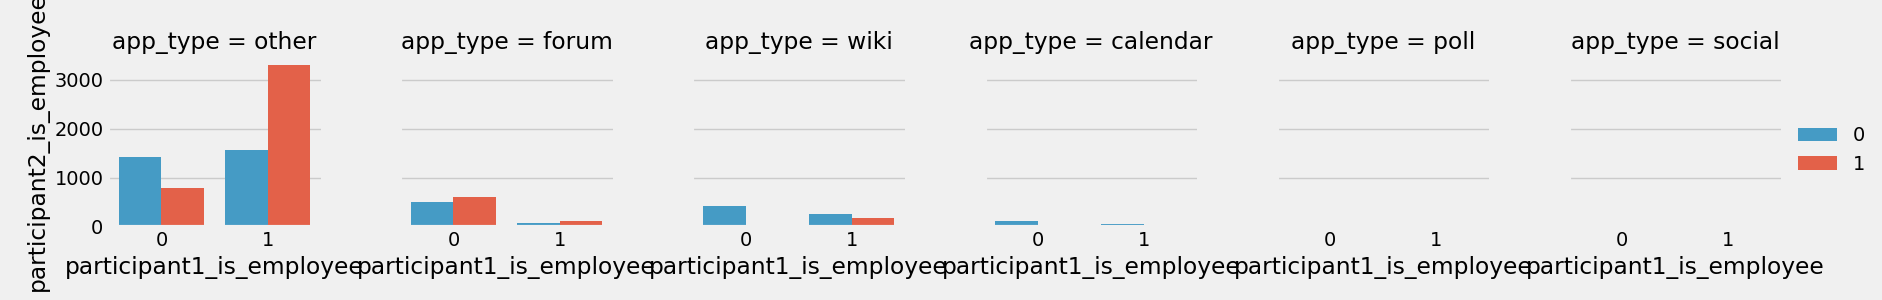 app_type = other
app_type = forum
app_type = wiki
app_type = calendar
app_type = poll
app_type = social
participant2_is_employee
3000
2000
1000
0
0
1
0 1
0 1
0 1
0 1
0 1
0 1
participant1_is_employee
participant1_is_employee
participant1_is_employee
participant1_is_employee
participant1_is_employee
participant1_is_employee